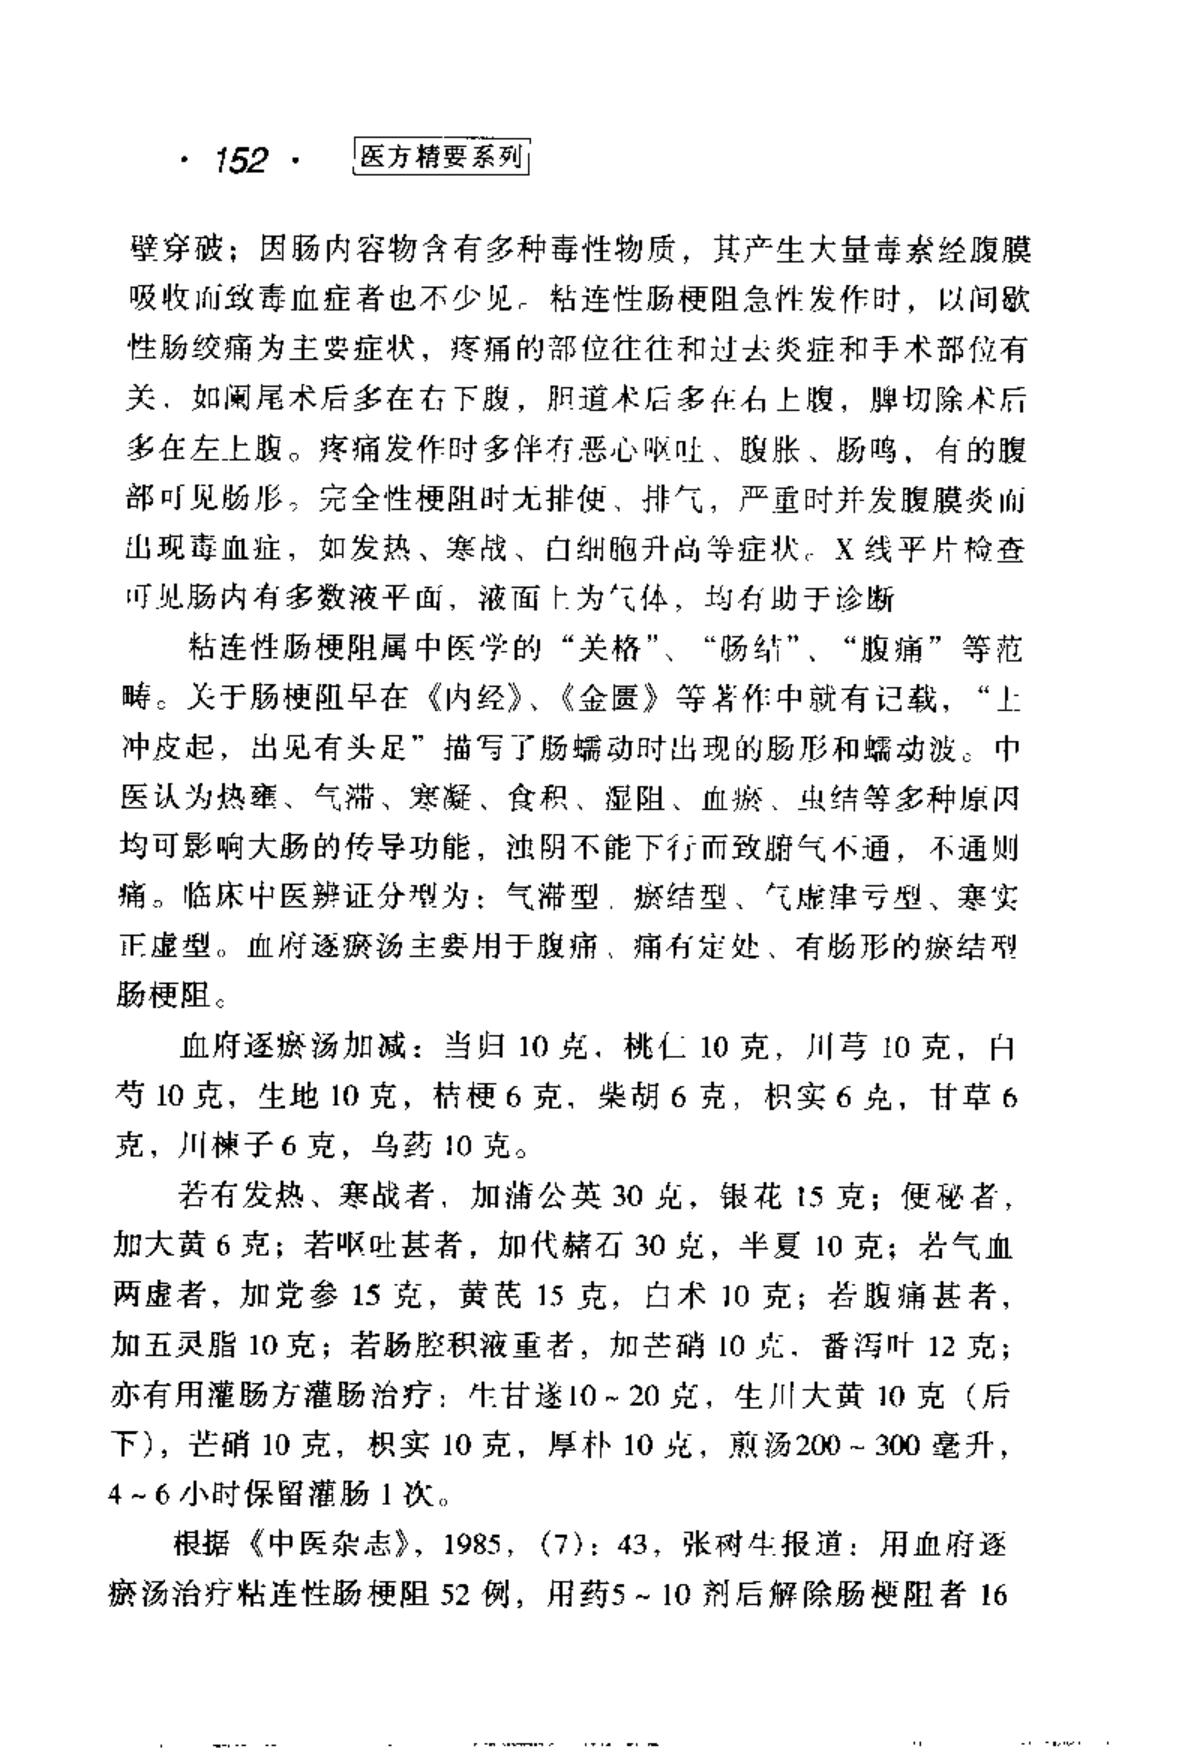 · 152 · 医方精要系列
壁穿破；因肠内容物含有多种毒性物质，其产生大量毒素经腹膜
吸收而致毒血症者也不少见。粘连性肠梗阻急性发作时，以间歇
性肠绞痛为主要症状，疼痛的部位往往和过去炎症和手术部位有
关，如阑尾术后多在右下腹，胆道术后多在右上腹，脾切除术后
多在左上腹。疼痛发作时多伴有恶心呕吐、腹胀、肠鸣，有的腹
部可见肠形。完全性梗阻时无排便、排气，严重时并发腹膜炎而
出现毒血症，如发热、寒战、白细胞升高等症状。X 线平片检查
可见肠内有多数液平面，液面上为气体，均有助于诊断
粘连性肠梗阻属中医学的“关格”、“肠结”、“腹痛”等范
畴。关于肠梗阻早在《内经》、《金匮》等著作中就有记载，“上
冲皮起，出见有头足”描写了肠蠕动时出现的肠形和蠕动波。中
医认为热壅、气滞、寒凝、食积、湿阻、血瘀、虫结等多种原因
均可影响大肠的传导功能，浊阴不能下行而致腑气不通，不通则
痛。临床中医辨证分型为：气滞型、瘀结型、气虚津亏型、寒实
正虚型。血府逐瘀汤主要用于腹痛、痛有定处、有肠形的瘀结型
肠梗阻。
血府逐瘀汤加减：当归 10 克，桃仁 10 克，川芎 10 克，白
芍 10 克，生地 10 克，桔梗 6 克，柴胡 6 克，枳实 6 克，甘草 6
克，川楝子 6 克，乌药 10 克。
若有发热、寒战者，加蒲公英 30 克，银花 15 克；便秘者，
加大黄 6 克；若呕吐甚者，加代赭石 30 克，半夏 10 克；若气血
两虚者，加党参 15 克，黄芪 15 克，白术 10 克；若腹痛甚者，
加五灵脂 10 克；若肠腔积液重者，加芒硝 10 克，番泻叶 12 克；
亦有用灌肠方灌肠治疗：生甘遂10～20 克，生川大黄 10 克（后
下），芒硝 10 克，枳实 10 克，厚朴 10 克，煎汤200～300 毫升，
4～6 小时保留灌肠 1 次。
根据《中医杂志》，1985，（7）：43，张树生报道：用血府逐
瘀汤治疗粘连性肠梗阻 52 例，用药5～10 剂后解除肠梗阻者 16